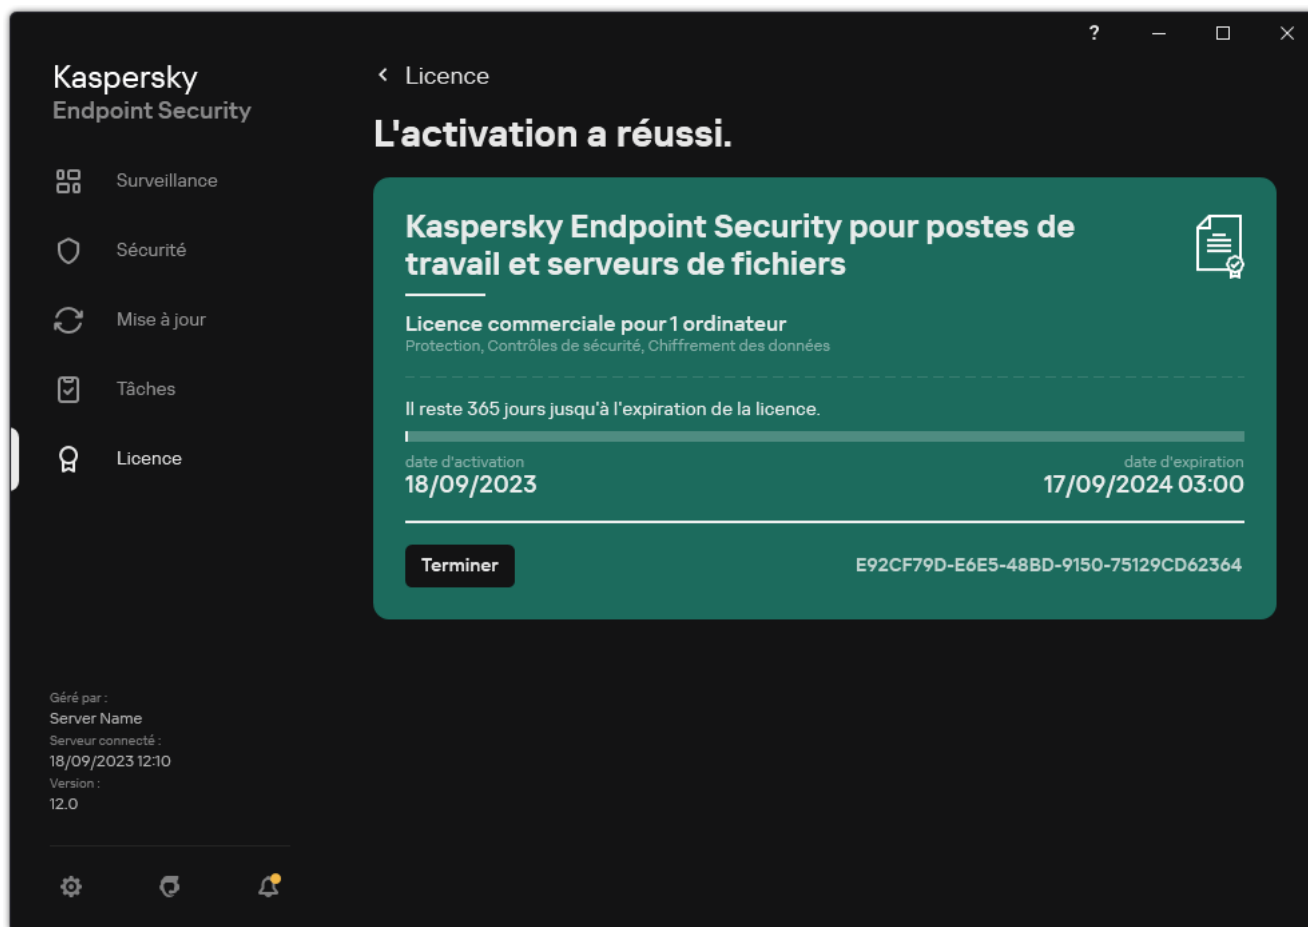 ?
Kaspersky
Endpoint Security
Surveillance
Sécurité
Mise à jour
Tâches
Licence
Géré par :
Server Name
Serveur connecté :
18/09/2023 12:10
Version :
12.0
Licence
L'activation a réussi.
Kaspersky Endpoint Security pour postes de
travail et serveurs de fichiers
Licence commerciale pour 1 ordinateur
Protection, Contrôles de sécurité, Chiffrement des données
Il reste 365 jours jusqu'à l'expiration de la licence.
date d'activation
18/09/2023
date d'expiration
17/09/2024 03:00
Terminer
E92CF79D-E6E5-48BD-9150-75129CD62364